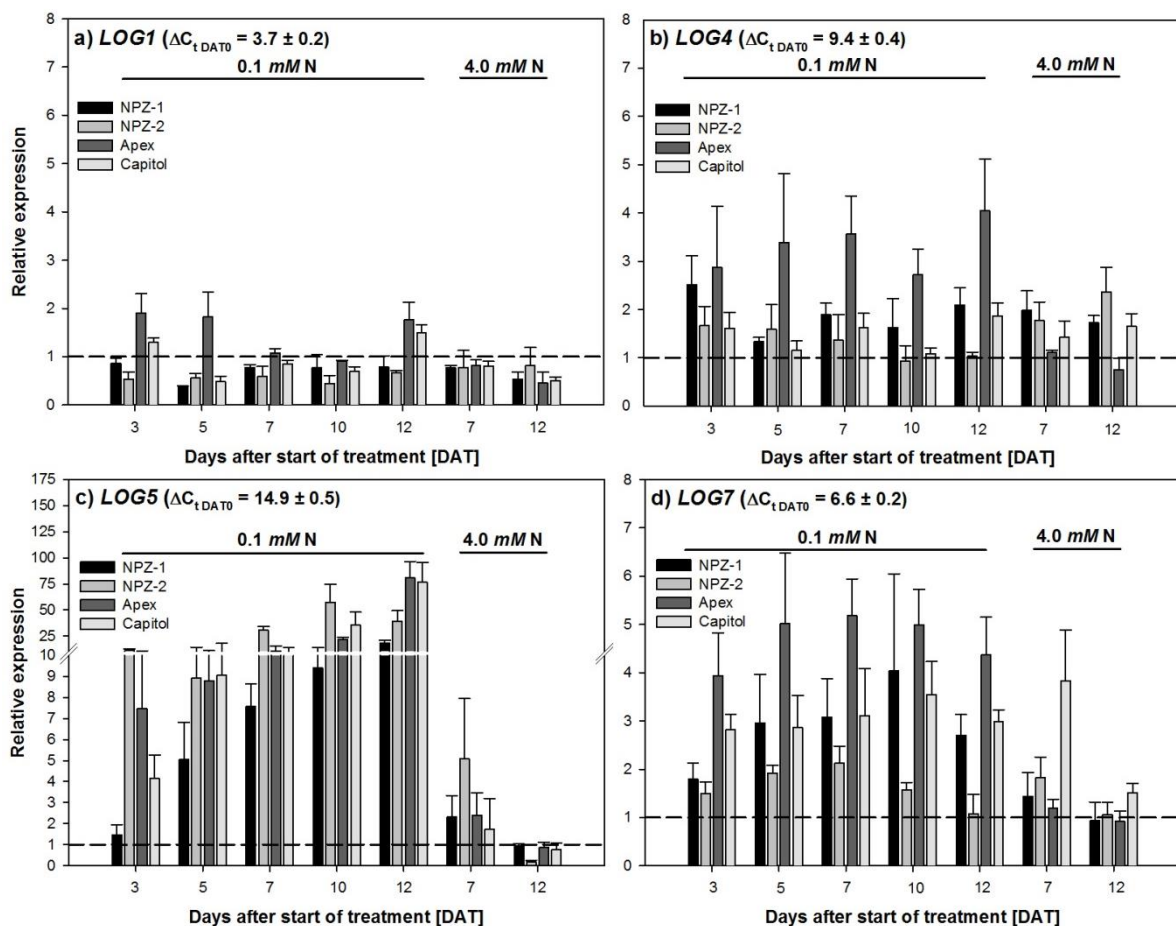 a) LOG1 (ΔCt DAT0 = 3.7 ± 0.2)
0.1 mM N
4.0 mM N
NPZ-1
NPZ-2
Apex
Capitol
Relative expression
8
7
6
5
4
3
2
1
0
3 5 7 10 12 7 12
Days after start of treatment [DAT]
b) LOG4 (ΔCt DAT0 = 9.4 ± 0.4)
0.1 mM N
4.0 mM N
NPZ-1
NPZ-2
Apex
Capitol
8
7
6
5
4
3
2
1
0
3 5 7 10 12 7 12
Days after start of treatment [DAT]
c) LOG5 (ΔCt DAT0 = 14.9 ± 0.5)
0.1 mM N
4.0 mM N
NPZ-1
NPZ-2
Apex
Capitol
Relative expression
175
150
125
100
75
50
25
10
9
8
7
6
5
4
3
2
1
0
3 5 7 10 12 7 12
Days after start of treatment [DAT]
d) LOG7 (ΔCt DAT0 = 6.6 ± 0.2)
0.1 mM N
4.0 mM N
NPZ-1
NPZ-2
Apex
Capitol
8
7
6
5
4
3
2
1
0
3 5 7 10 12 7 12
Days after start of treatment [DAT]